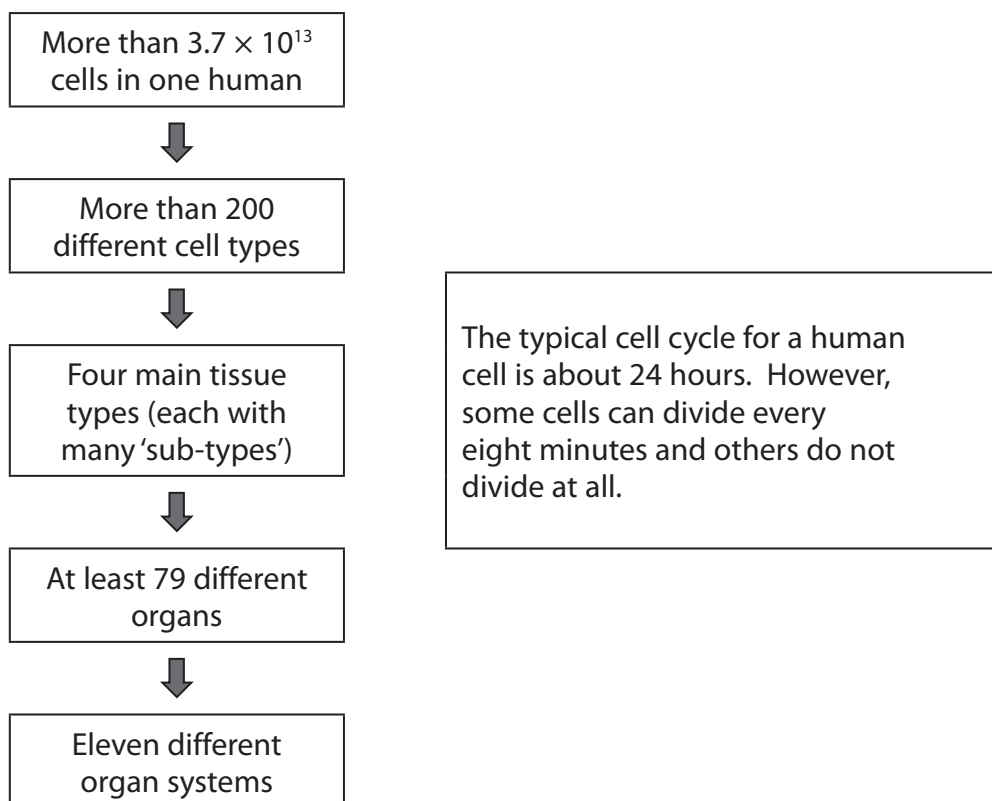 More than 3.7 × 10¹³
cells in one human
More than 200
different cell types
Four main tissue
types (each with
many ‘sub-types’)
At least 79 different
organs
Eleven different
organ systems
The typical cell cycle for a human
cell is about 24 hours.  However,
some cells can divide every
eight minutes and others do not
divide at all.